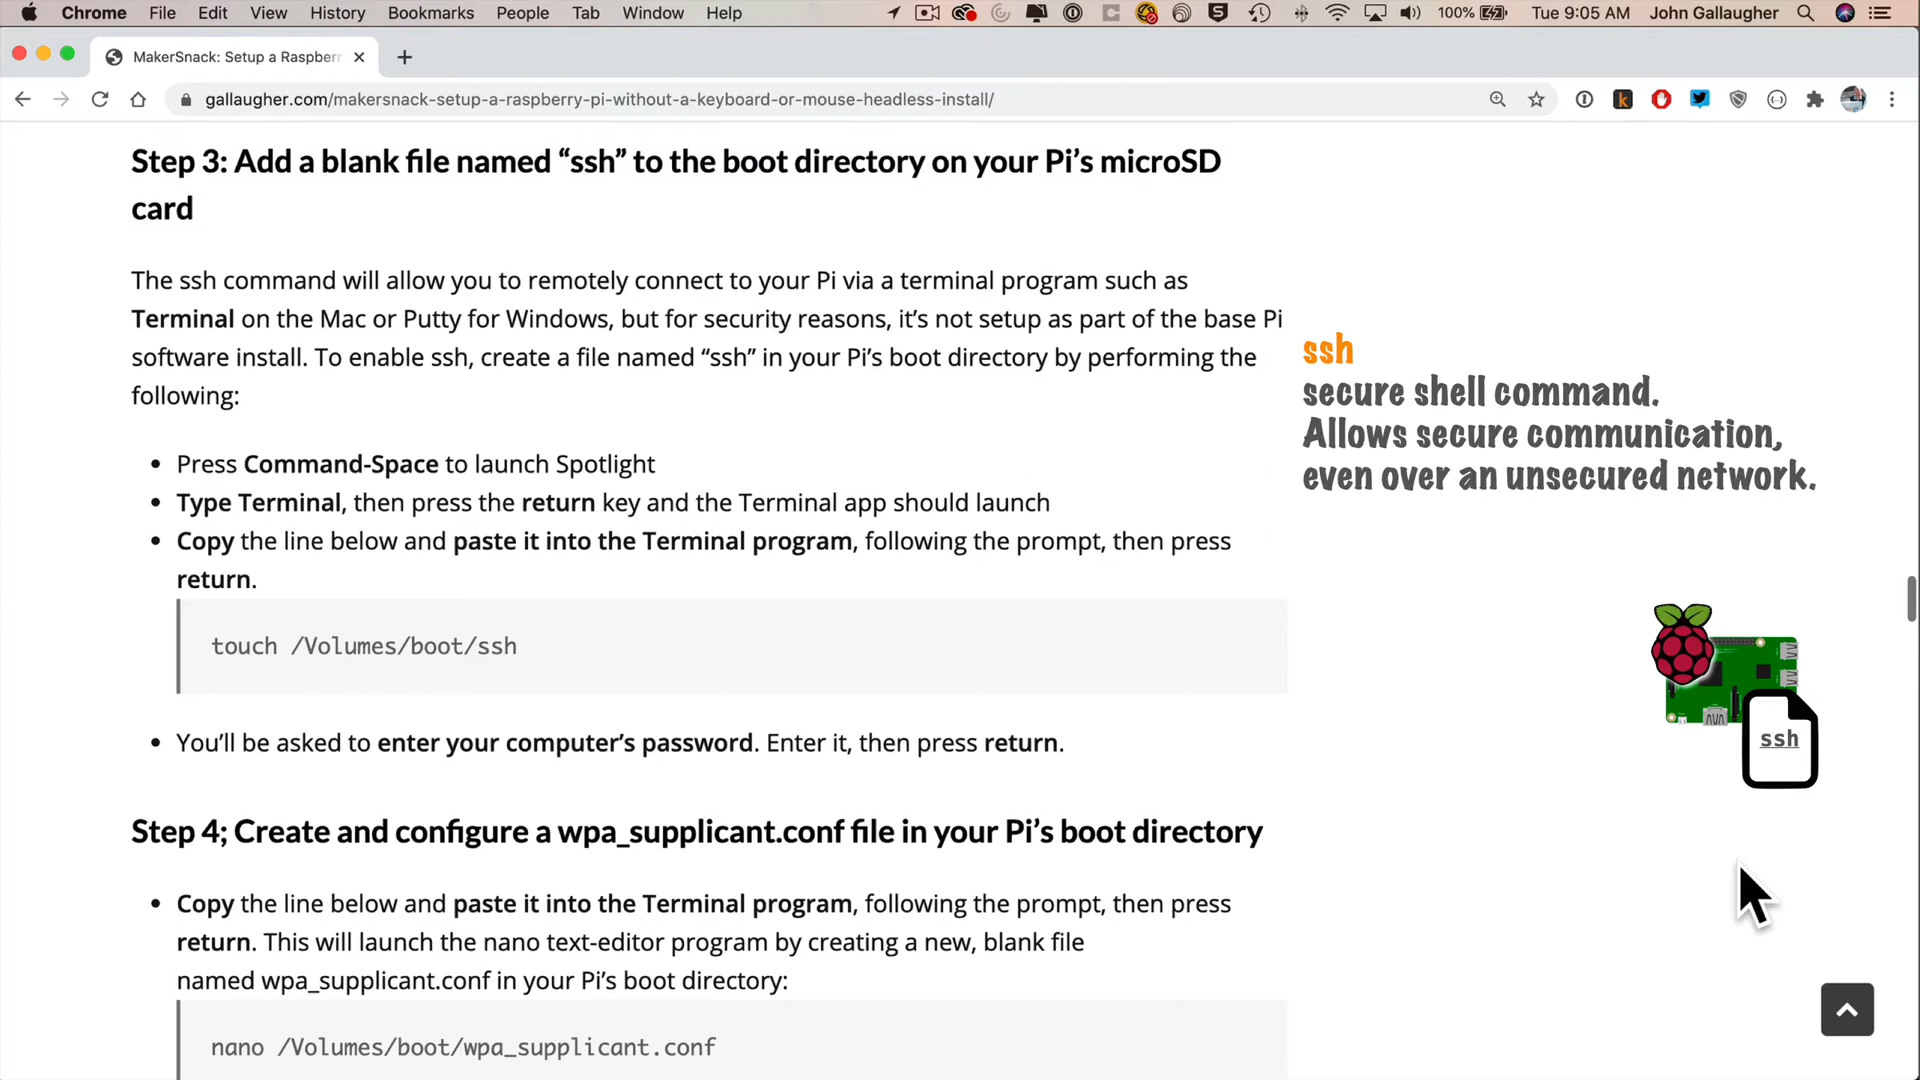 Chrome File Edit View History Bookmarks People Tab Window Help 100% Tue 9:05 AM John Gallaugher
MakerSnack: Setup a Raspberr
gallaugher.com/makersnack-setup-a-raspberry-pi-without-a-keyboard-or-mouse-headless-install/
Step 3: Add a blank file named “ssh” to the boot directory on your Pi’s microSD
card
The ssh command will allow you to remotely connect to your Pi via a terminal program such as
Terminal on the Mac or Putty for Windows, but for security reasons, it’s not setup as part of the base Pi
software install. To enable ssh, create a file named “ssh” in your Pi’s boot directory by performing the
following:
ssh
secure shell command.
Allows secure communication,
even over an unsecured network.
• Press Command-Space to launch Spotlight
• Type Terminal, then press the return key and the Terminal app should launch
• Copy the line below and paste it into the Terminal program, following the prompt, then press
return.
touch /Volumes/boot/ssh
ssh
• You’ll be asked to enter your computer’s password. Enter it, then press return.
Step 4; Create and configure a wpa_supplicant.conf file in your Pi’s boot directory
• Copy the line below and paste it into the Terminal program, following the prompt, then press
return. This will launch the nano text-editor program by creating a new, blank file
named wpa_supplicant.conf in your Pi’s boot directory:
nano /Volumes/boot/wpa_supplicant.conf